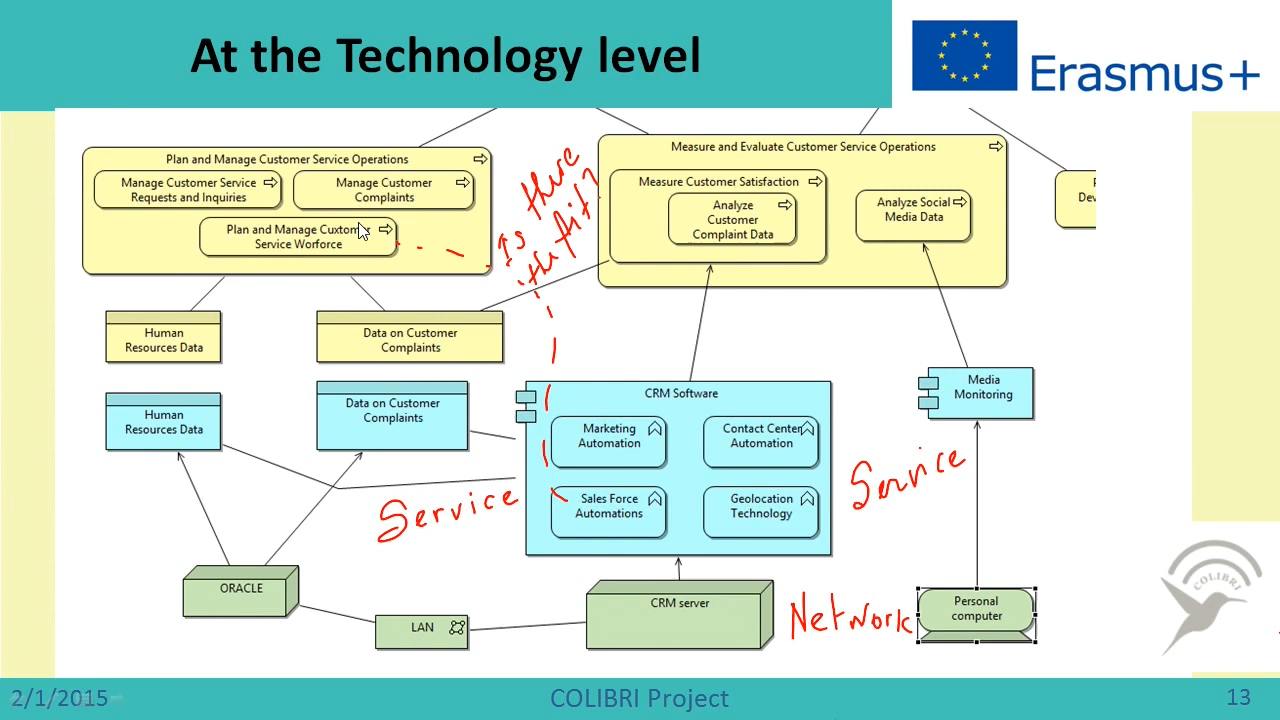 At the Technology level
Erasmus+
Plan and Manage Customer Service Operations
Manage Customer Service
Requests and Inquiries
Manage Customer
Complaints
Plan and Manage Customer
Service Worforce
Is there
the fit?
Measure and Evaluate Customer Service Operations
Measure Customer Satisfaction
Analyze
Customer
Complaint Data
Analyze Social
Media Data
Human
Resources Data
Data on Customer
Complaints
Human
Resources Data
Data on Customer
Complaints
CRM Software
Marketing
Automation
Contact Center
Automation
Sales Force
Automations
Geolocation
Technology
Media
Monitoring
Service
Service
ORACLE
LAN
CRM server
Network
Personal
computer
COLIBRI
2/1/2015
COLIBRI Project
13